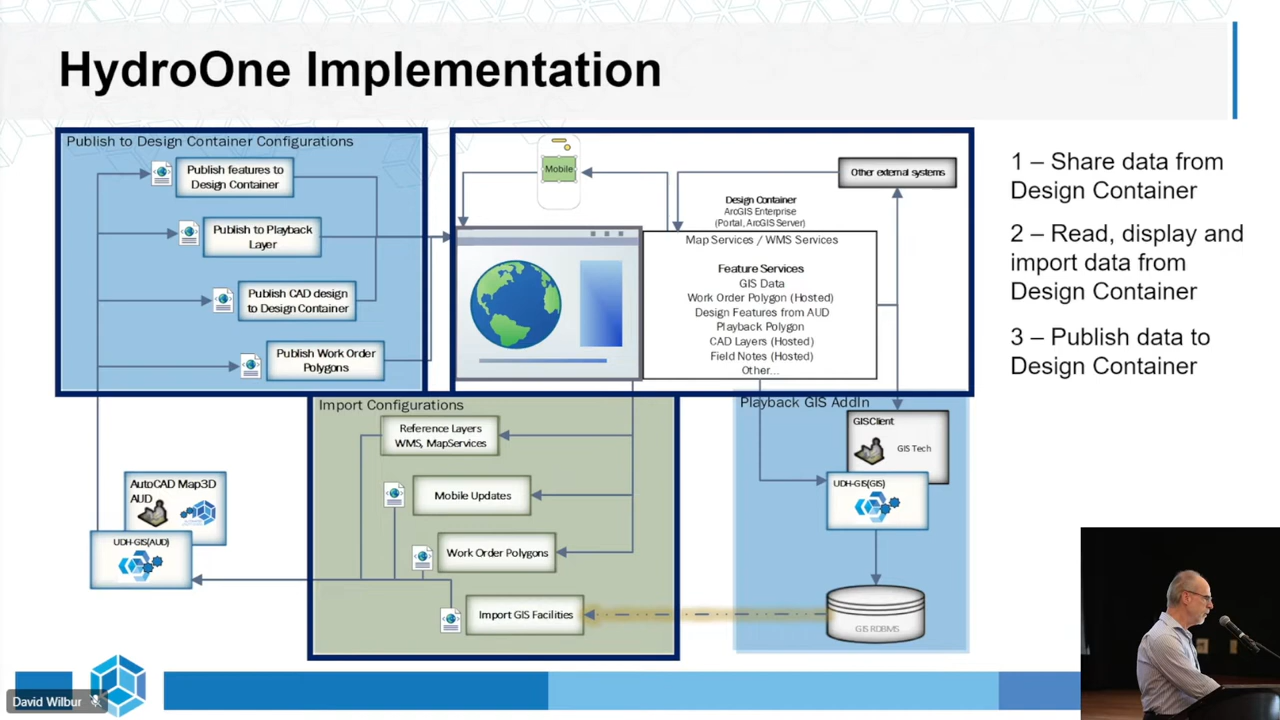 HydroOne Implementation
Publish to Design Container Configurations
Publish features to
Design Container
Publish to Playback
Layer
Publish CAD design
to Design Container
Publish Work Order
Polygons
Mobile
Other external systems
Design Container
ArcGIS Enterprise
(Portal, ArcGIS Server)
Map Services / WMS Services
Feature Services
GIS Data
Work Order Polygon (Hosted)
Design Features from AUD
Playback Polygon
CAD Layers (Hosted)
Field Notes (Hosted)
Other...
1 – Share data from
Design Container
2 – Read, display and
import data from
Design Container
3 – Publish data to
Design Container
Import Configurations
Reference Layers
WMS, MapServices
Mobile Updates
Work Order Polygons
Import GIS Facilities
Playback GIS AddIn
GISClient
GIS Tech
UDH-GIS(GIS)
GIS RDBMS
AutoCAD Map3D
AUD
UDH-GIS(AUD)
David Wilbur